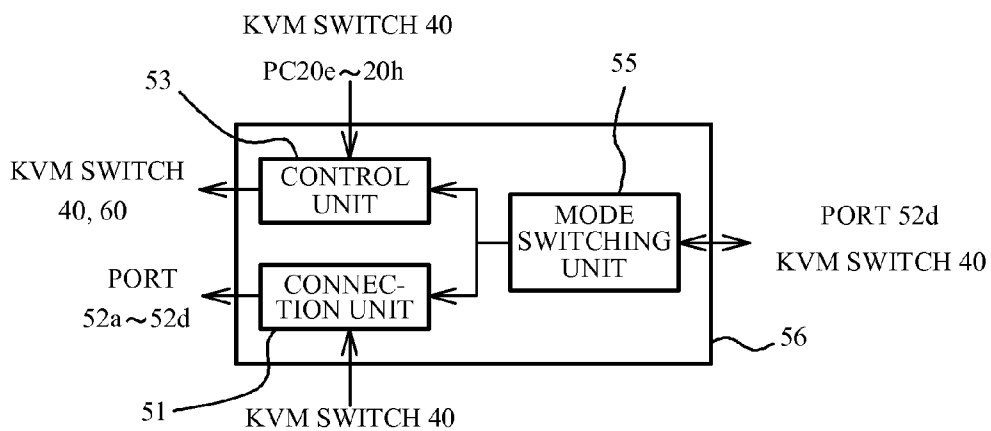 KVM SWITCH 40
PC20e～20h
53
55
KVM SWITCH
40, 60
CONTROL
UNIT
MODE
SWITCHING
UNIT
PORT 52d
KVM SWITCH 40
PORT
52a～52d
CONNEC-
TION UNIT
56
51
KVM SWITCH 40